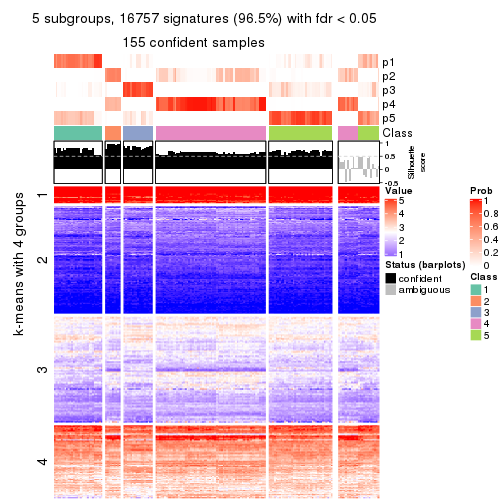 5 subgroups, 16757 signatures (96.5%) with fdr < 0.05
155 confident samples
p1
p2
p3
p4
p5
Class
1
0.5
0
-0.5
Silhouette
score
k-means with 4 groups
1
2
3
4
Value
5
4
3
2
1
Status (barplots)
confident
ambiguous
Prob
1
0.8
0.6
0.4
0.2
0
Class
1
2
3
4
5